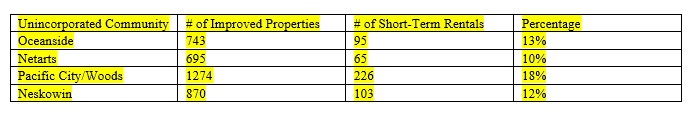 Unincorporated Community # of Improved Properties # of Short-Term Rentals Percentage
Oceanside 743 95 13%
Netarts 695 65 10%
Pacific City/Woods 1274 226 18%
Neskowin 870 103 12%